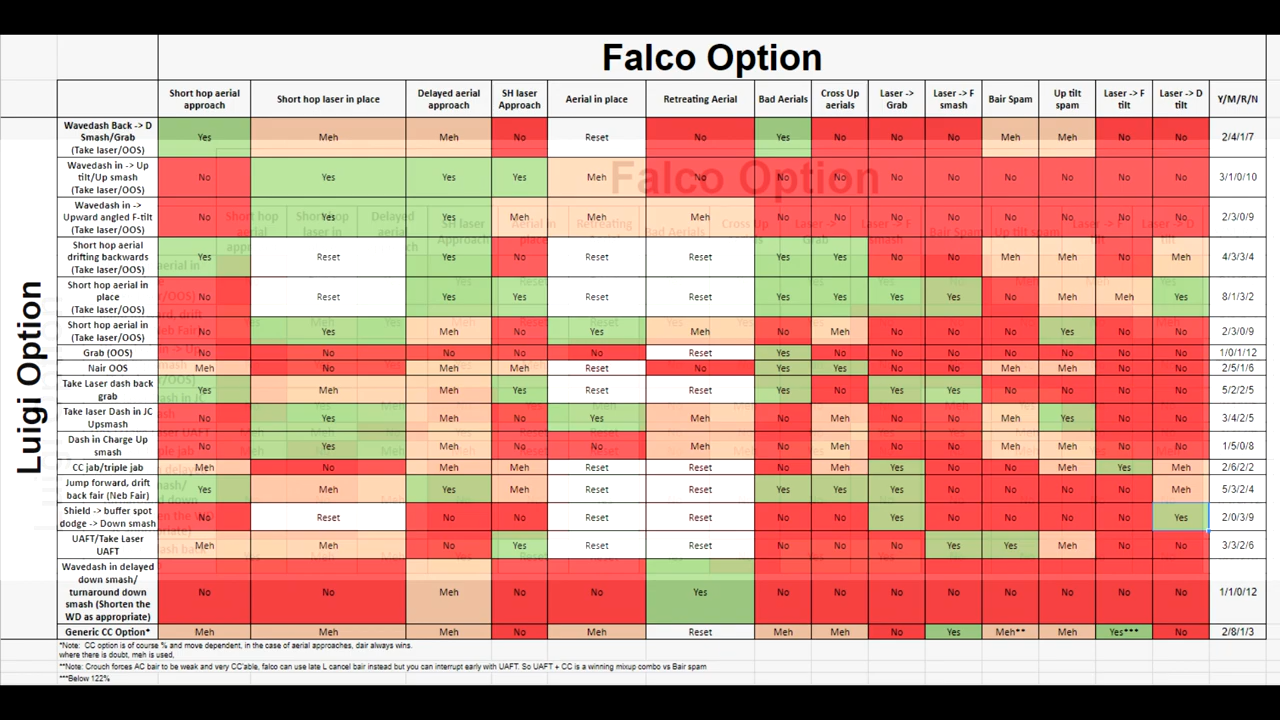 Falco Option
Luigi Option
Short hop aerial approach | Short hop laser in place | Delayed aerial approach | SH laser Approach | Aerial in place | Retreating Aerial | Bad Aerials | Cross Up aerials | Laser -> Grab | Laser -> F smash | Bair Spam | Up tilt spam | Laser -> F tilt | Laser -> D tilt | Y/M/R/N
Wavedash Back -> D Smash/Grab (Take laser/OOS) | Yes | Meh | Meh | No | Reset | No | Yes | No | No | No | Meh | Meh | No | No | 2/4/1/7
Wavedash in -> Up tilt/Up smash (Take laser/OOS) | No | Yes | Yes | Yes | Meh | No | No | No | No | No | No | No | No | No | 3/1/0/10
Wavedash in -> Upward angled F-tilt (Take laser/OOS) | No | Yes | Yes | Meh | Meh | Meh | No | No | No | No | No | No | No | No | 2/3/0/9
Short hop aerial drifting backwards (Take laser/OOS) | Yes | Reset | Yes | No | Reset | Reset | Yes | Yes | No | No | Meh | Meh | No | Meh | 4/3/3/4
Short hop aerial in place (Take laser/OOS) | No | Reset | Yes | Yes | Reset | Reset | Yes | Yes | Yes | Yes | No | Meh | Meh | Yes | 8/1/3/2
Short hop aerial in (Take laser/OOS) | No | Yes | Meh | No | Yes | Meh | No | Meh | No | No | No | Yes | No | No | 2/3/0/9
Grab (OOS) | No | No | No | No | No | Reset | Yes | No | No | No | No | No | No | No | 1/0/1/12
Nair OOS | Meh | No | Meh | Meh | Reset | No | Yes | Yes | No | No | Meh | Meh | No | No | 2/5/1/6
Take Laser dash back grab | Yes | Meh | Meh | Yes | Reset | Reset | Yes | No | Yes | Yes | No | No | No | No | 5/2/2/5
Take laser Dash in JC Upsmash | No | Yes | Meh | No | Yes | Meh | No | Meh | No | No | Meh | Yes | No | No | 3/4/2/5
Dash in Charge Up smash | No | Yes | Meh | No | No | Meh | No | Meh | No | No | Meh | Meh | No | No | 1/5/0/8
CC jab/triple jab | Meh | No | Meh | Meh | Reset | Reset | No | Meh | Yes | No | No | No | Yes | Meh | 2/6/2/2
Jump forward, drift back fair (Neb Fair) | Yes | Meh | Yes | Meh | Reset | Reset | Yes | Yes | Yes | No | No | No | No | Meh | 5/3/2/4
Shield -> buffer spot dodge -> Down smash | No | Reset | No | No | Reset | Reset | No | No | Yes | No | No | No | No | Yes | 2/0/3/9
UAFT/Take Laser UAFT | Meh | Meh | Meh | Yes | Reset | Reset | No | No | No | Yes | Yes | Meh | No | No | 3/3/2/6
Wavedash in delayed down smash/ turnaround down smash (Shorten the WD as appropriate) | No | No | Meh | No | No | Yes | No | No | No | No | No | No | No | No | 1/1/0/12
Generic CC Option* | Meh | Meh | Meh | No | Meh | Reset | Meh | Meh | No | Yes | Meh** | Meh | Yes*** | No | 2/8/1/3
*Note: CC option is of course % and move dependent, in the case of aerial approaches, dair always wins.
where there is doubt, meh is used,
**Note: Crouch forces AC bair to be weak and very CC'able, falco can use late L cancel bair instead but you can interrupt early with UAFT. So UAFT + CC is a winning mixup combo vs Bair spam
***Below 122%
Falco Option